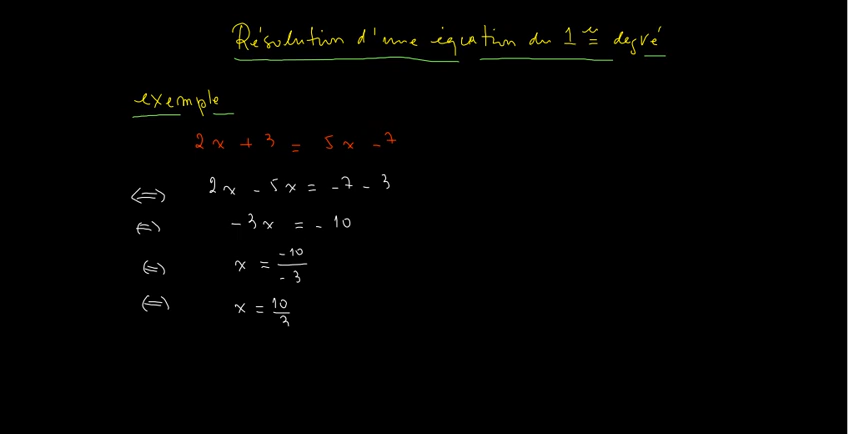 Résolution d'une équation du 1er degré
exemple
2x + 3 = 5x - 7
⟺ 2x - 5x = -7 - 3
⟺ -3x = - 10
⟺ x = -10/-3
⟺ x = 10/3